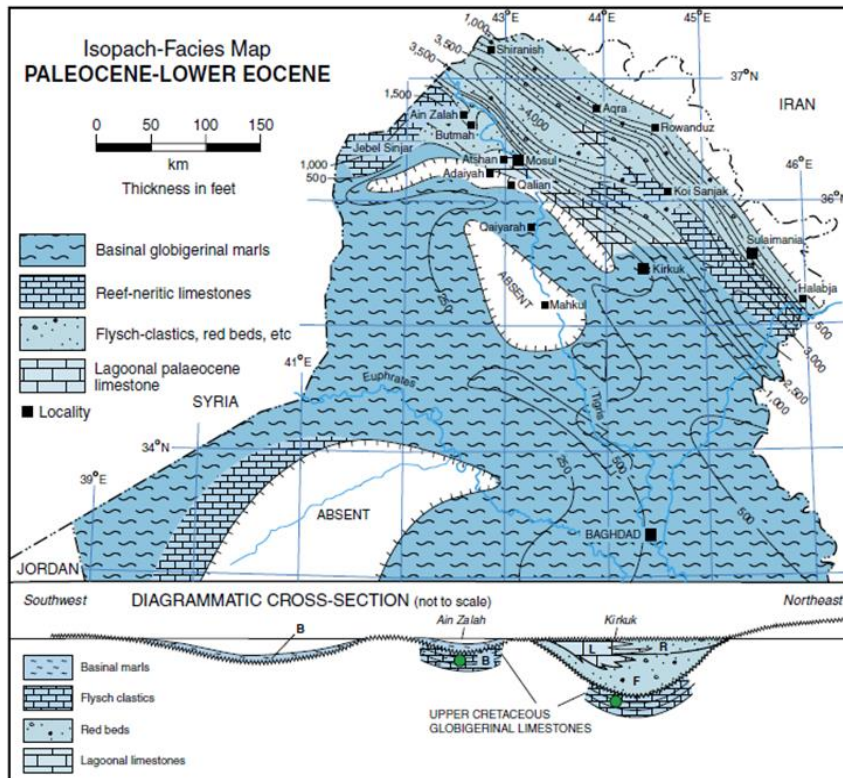 Isopach-Facies Map
PALEOCENE-LOWER EOCENE
0 50 100 150
km
Thickness in feet
Basinal globigerinal marls
Reef-neritic limestones
Flysch-clastics, red beds, etc
Lagoonal palaeocene
limestone
Locality
43°E
44°E
45°E
1,000
3,500
3,500
Shiranish
37°N
IRAN
1,500
Ain Zalah
Butmah
>4,000
Aqra
Rowanduz
Jebel Sinjar
Atshan
Mosul
46°E
1,000
500
Adaiyah
Qalian
Koi Sanjak
36°N
Qaiyarah
Sulaimania
250
ABSENT
Kirkuk
Mahkul
Halabja
500
3,000
2,500
1,000
41°E
SYRIA
Euphrates
Tigris
34°N
39°E
250
500
500
ABSENT
BAGHDAD
JORDAN
Southwest DIAGRAMMATIC CROSS-SECTION (not to scale) Northeast
Ain Zalah Kirkuk
B
B
L R
F
Basinal marls
Flysch clastics
Red beds
Lagoonal limestones
UPPER CRETACEOUS
GLOBIGERINAL LIMESTONES